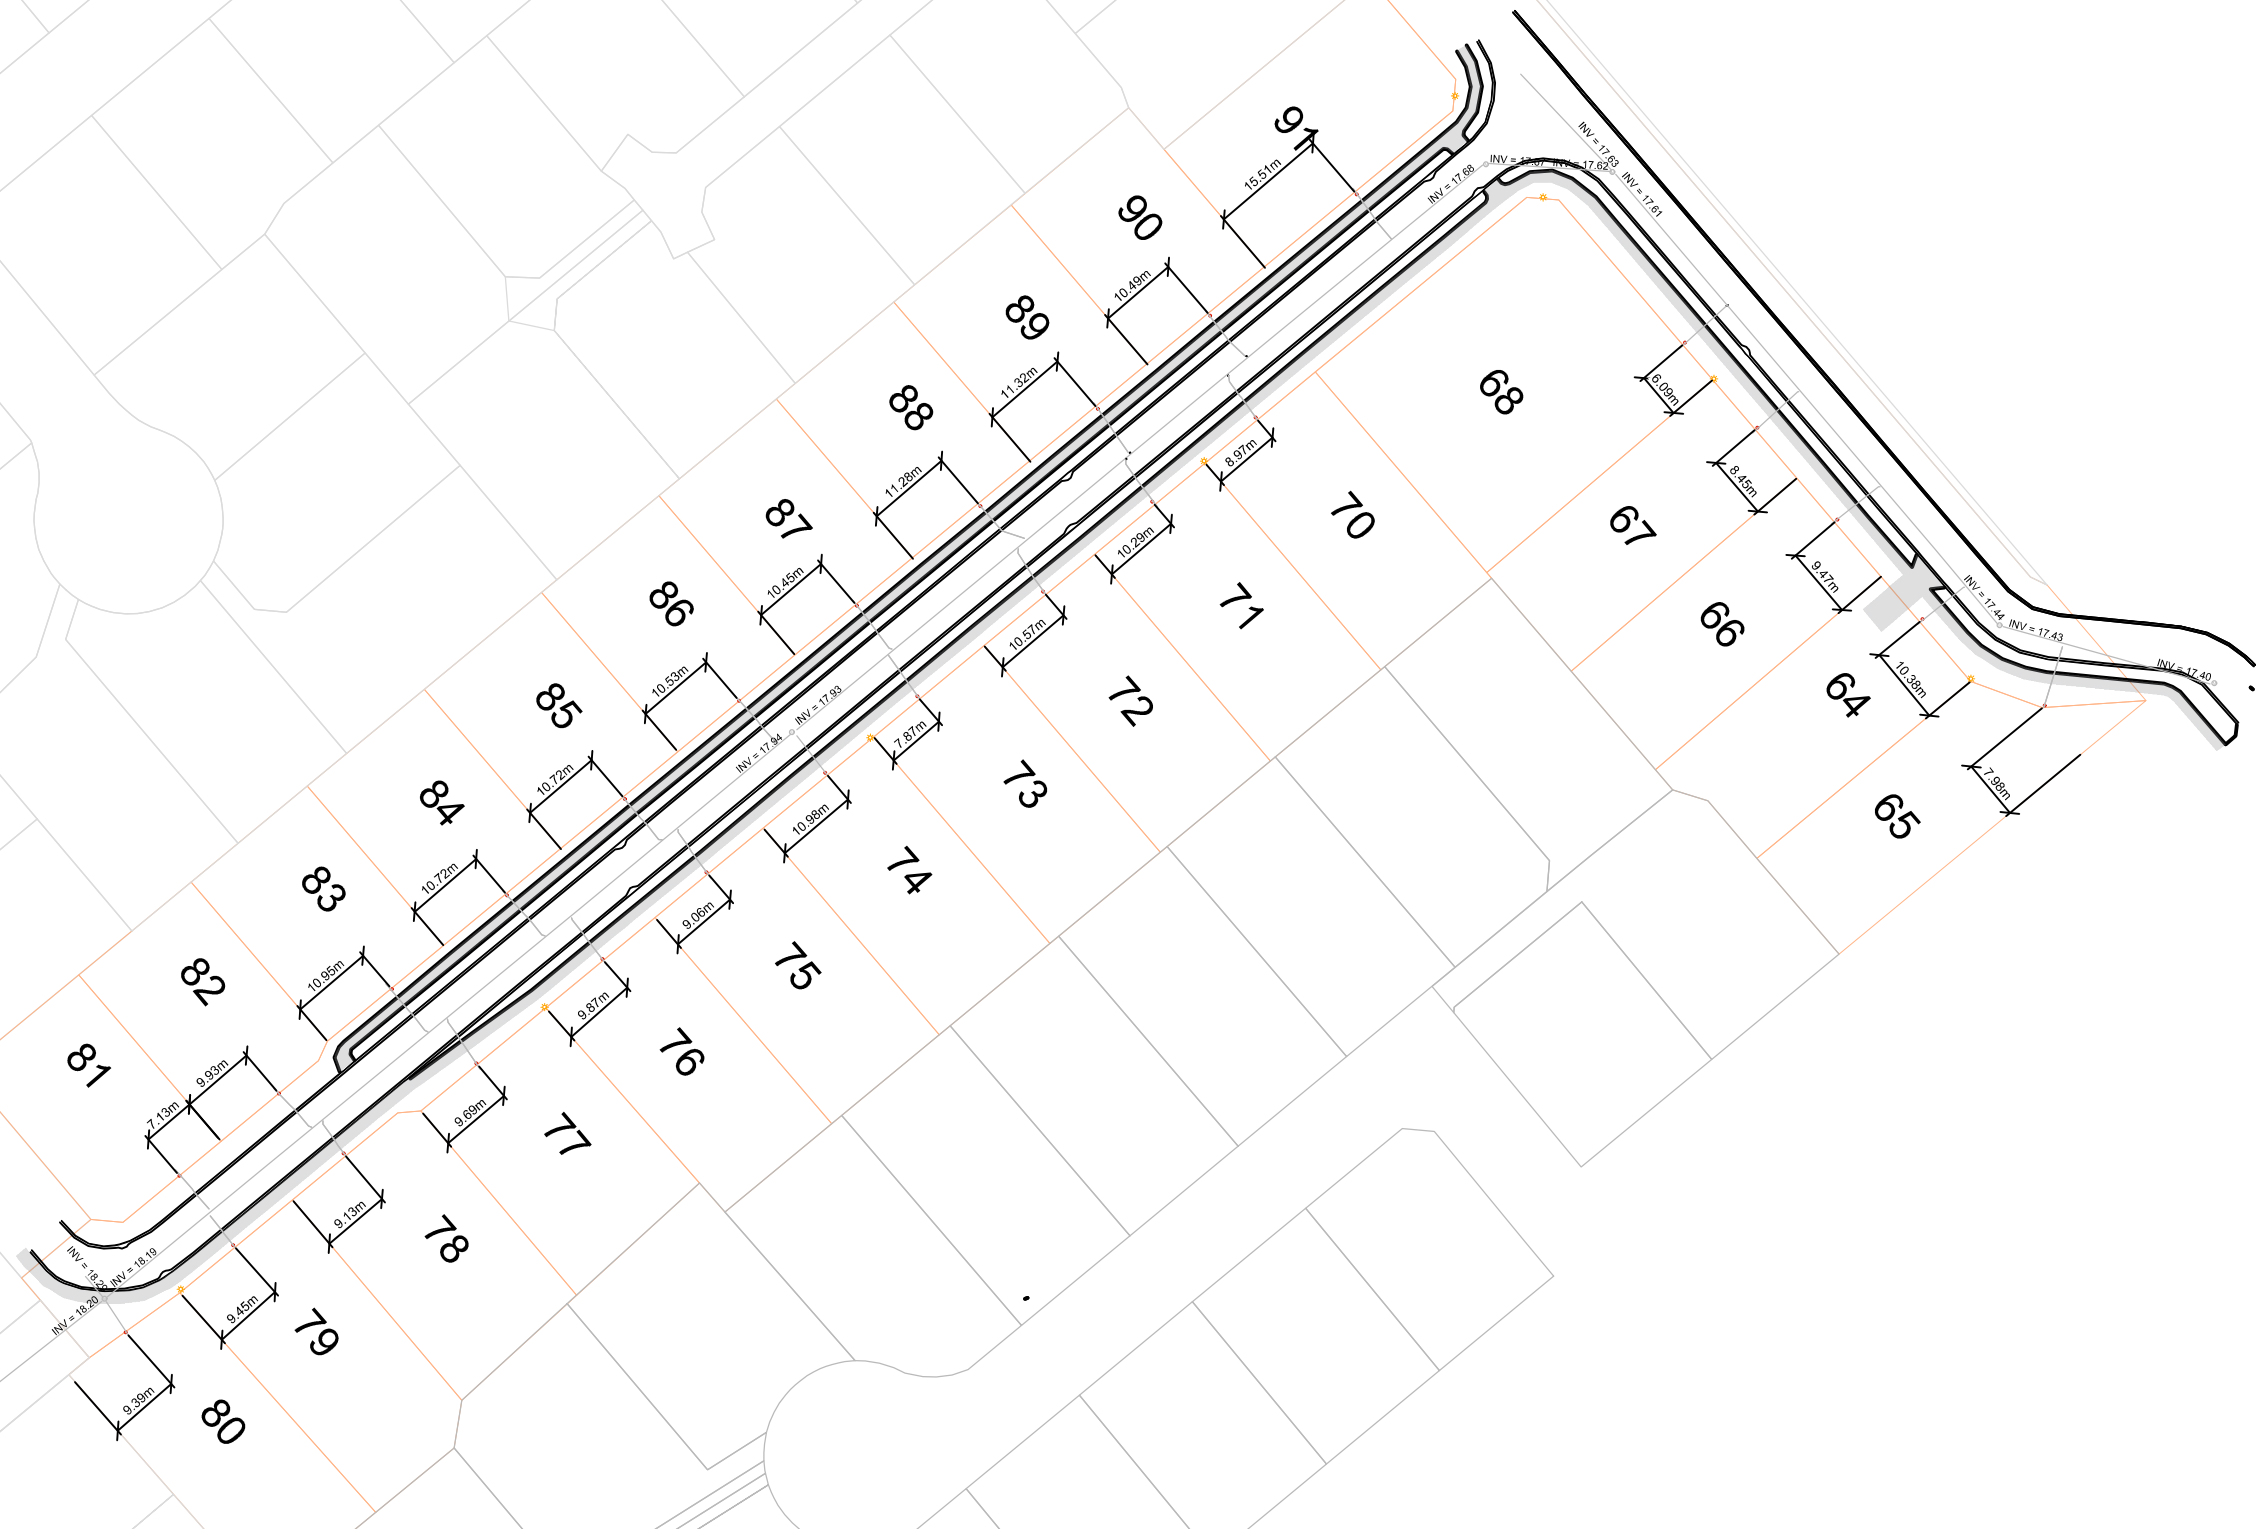 91
15.51m
90
10.49m
89
11.32m
88
11.28m
87
10.45m
86
10.53m
85
10.72m
84
10.72m
83
10.95m
82
9.93m
81
7.13m
INV = 17.63
INV = 17.62
INV = 17.61
INV = 17.68
68
6.09m
8.45m
67
9.47m
66
10.38m
64
7.98m
65
INV = 17.44
INV = 17.43
INV = 17.40
8.97m
70
10.29m
71
10.57m
72
7.87m
73
10.98m
74
9.06m
75
9.87m
76
9.69m
77
9.13m
78
9.45m
79
9.39m
80
INV = 17.93
INV = 17.94
INV = 18.19
INV = 18.20